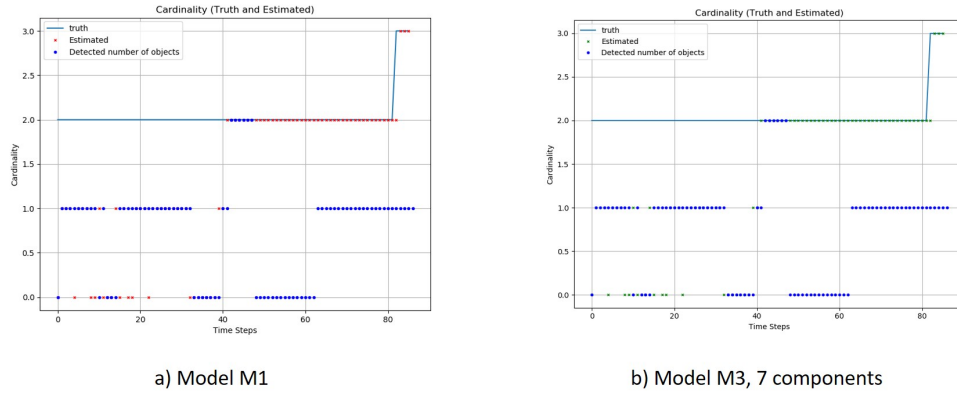 Cardinality (Truth and Estimated)
truth
Estimated
Detected number of objects
3.0
2.5
2.0
1.5
1.0
0.5
0.0
Cardinality
0
20
40
60
80
Time Steps
a) Model M1
Cardinality (Truth and Estimated)
truth
Estimated
Detected number of objects
3.0
2.5
2.0
1.5
1.0
0.5
0.0
Cardinality
0
20
40
60
80
Time Steps
b) Model M3, 7 components